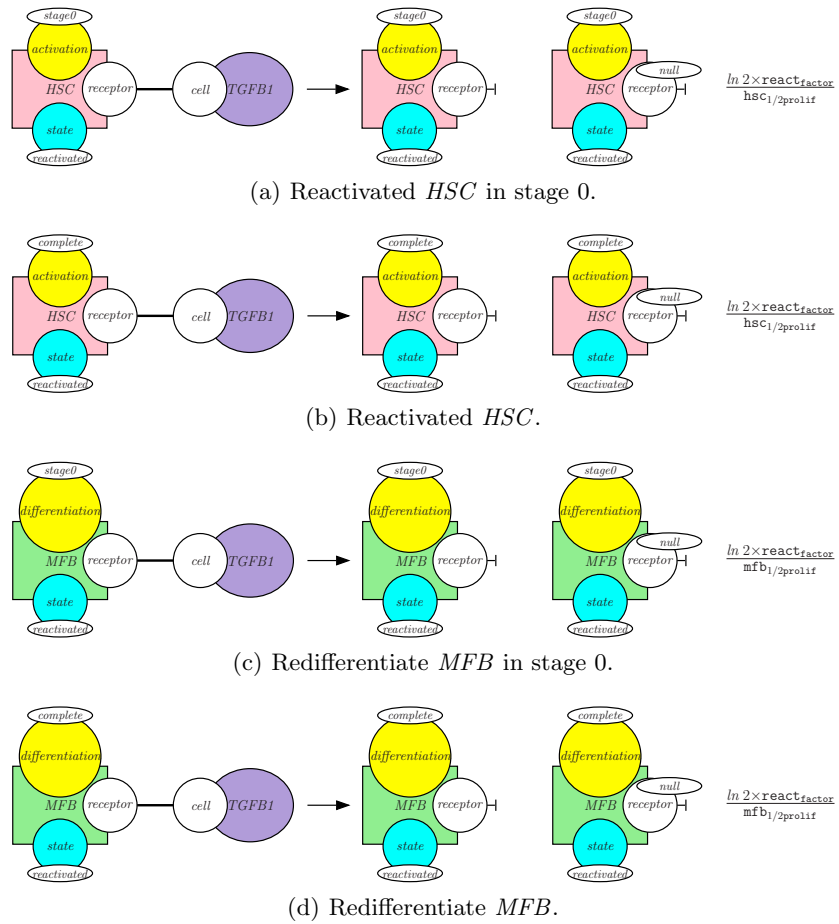 stage0 stage0 stage0
activation activation activation
null
HSC receptor cell TGFB1 HSC receptor HSC receptor ln 2×react_factor / hsc_1/2prolif
state state state
reactivated reactivated reactivated
(a) Reactivated HSC in stage 0.
complete complete complete
activation activation activation
null
HSC receptor cell TGFB1 HSC receptor HSC receptor ln 2×react_factor / hsc_1/2prolif
state state state
reactivated reactivated reactivated
(b) Reactivated HSC.
stage0 stage0 stage0
differentiation differentiation differentiation
null
MFB receptor cell TGFB1 MFB receptor MFB receptor ln 2×react_factor / mfb_1/2prolif
state state state
reactivated reactivated reactivated
(c) Redifferentiate MFB in stage 0.
complete complete complete
differentiation differentiation differentiation
null
MFB receptor cell TGFB1 MFB receptor MFB receptor ln 2×react_factor / mfb_1/2prolif
state state state
reactivated reactivated reactivated
(d) Redifferentiate MFB.